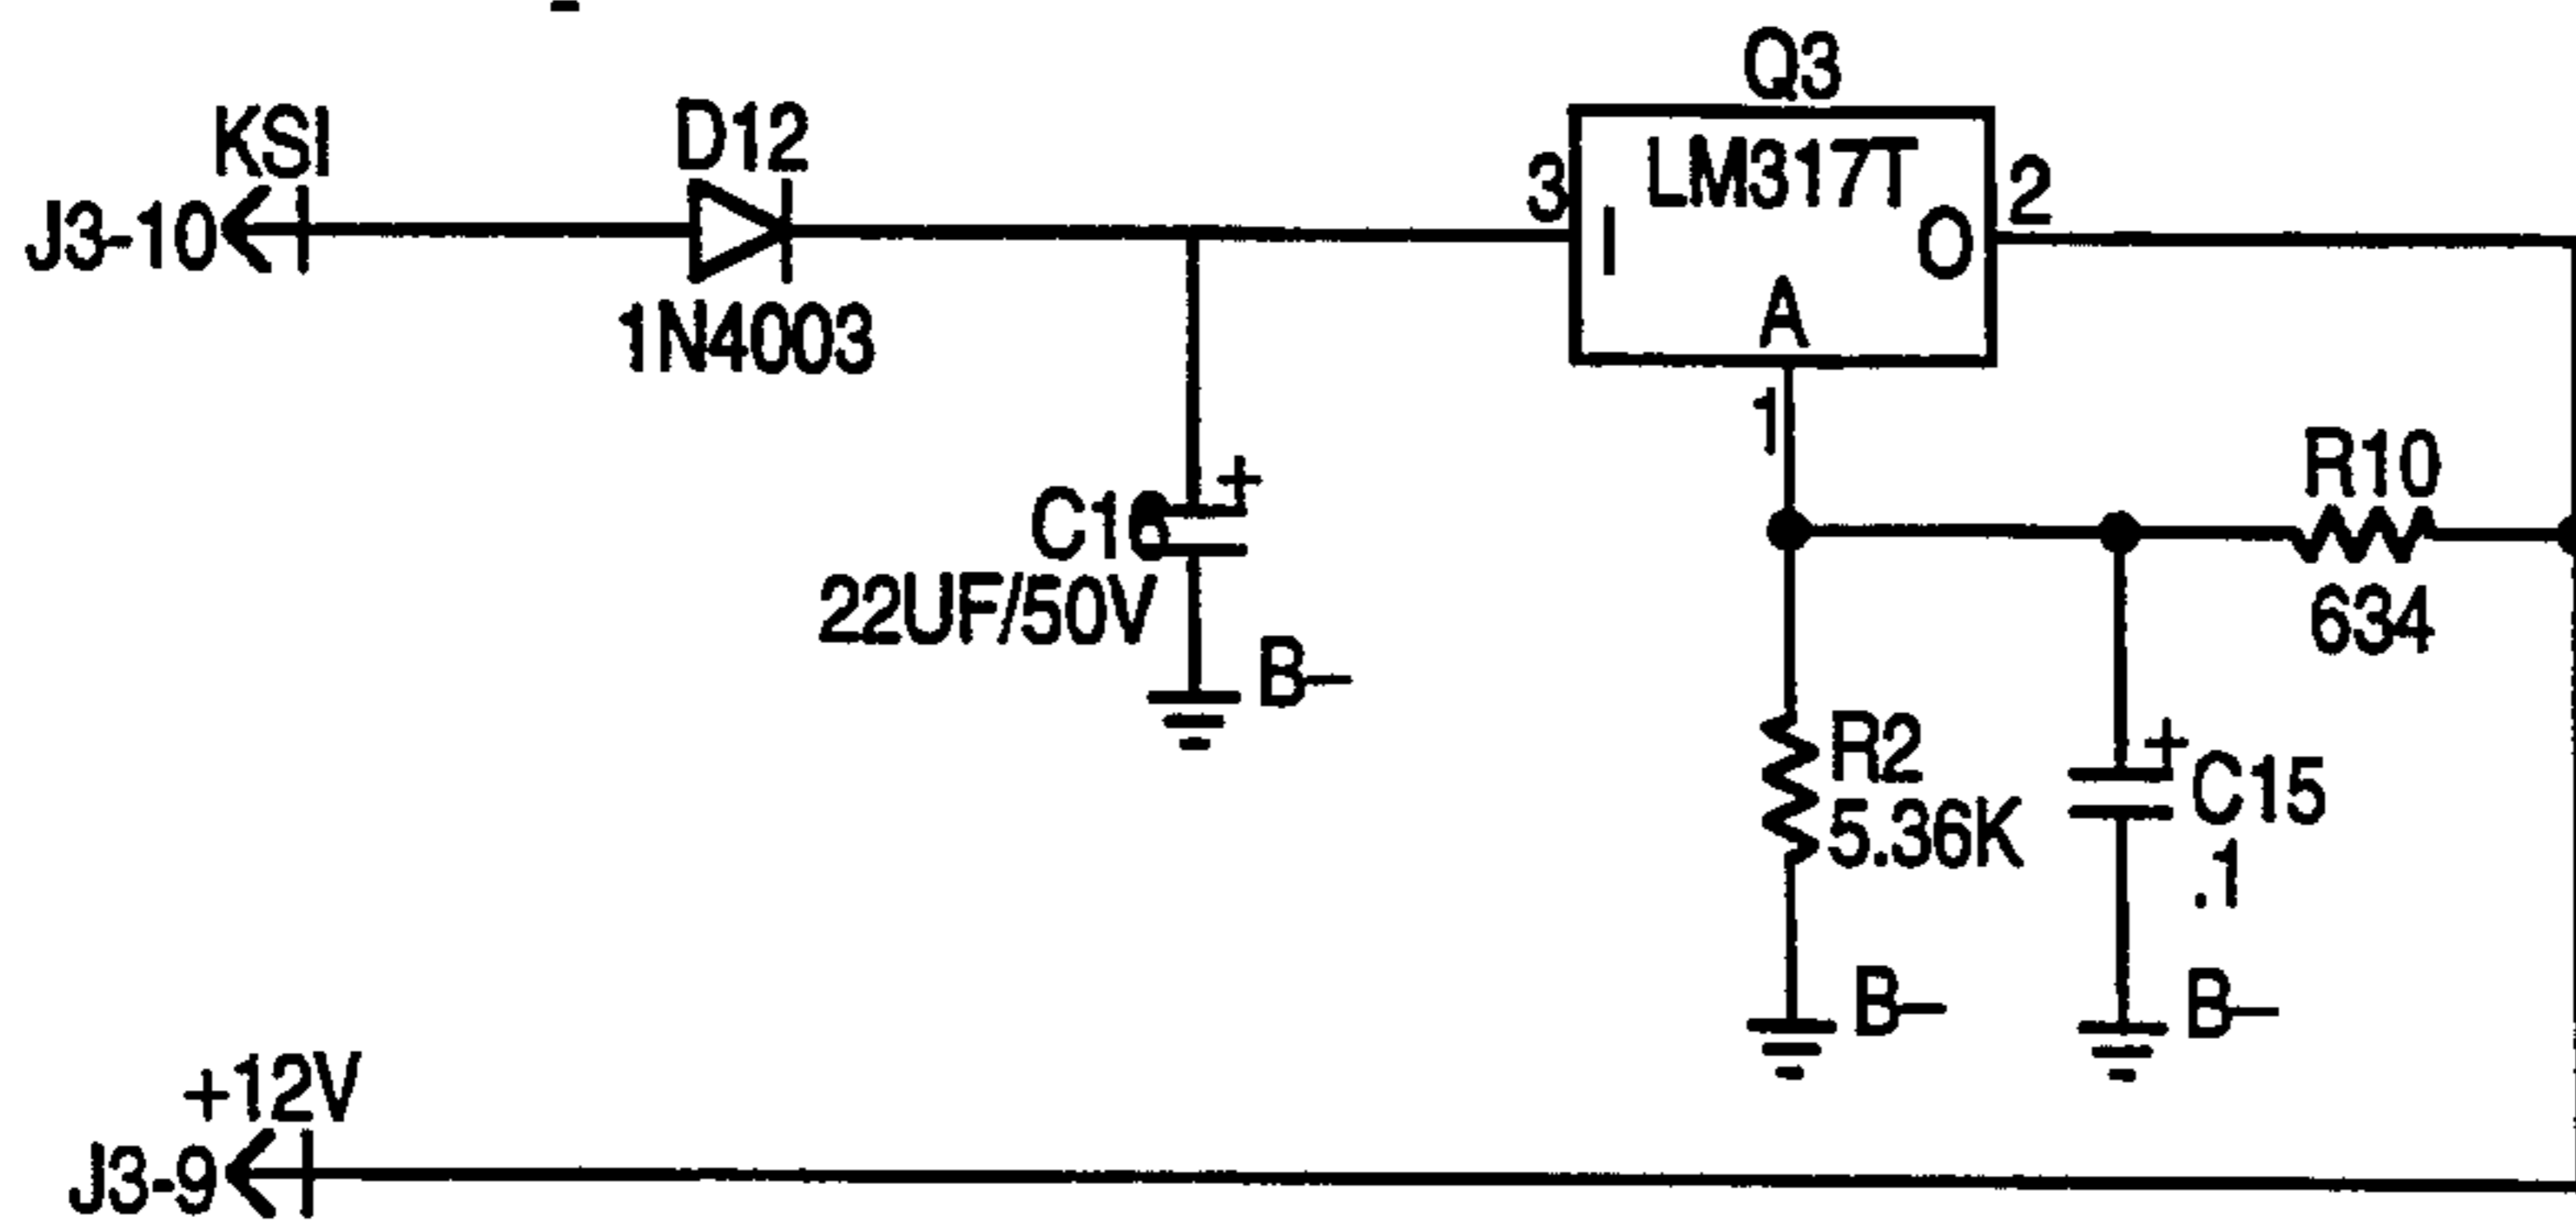 Q3
KSI
D12
LM317T
3
2
J3-10
I
O
A
1N4003
1
R10
C16
22UF/50V
634
B-
R2
5.36K
C15
.1
B-
B-
+12V
J3-9